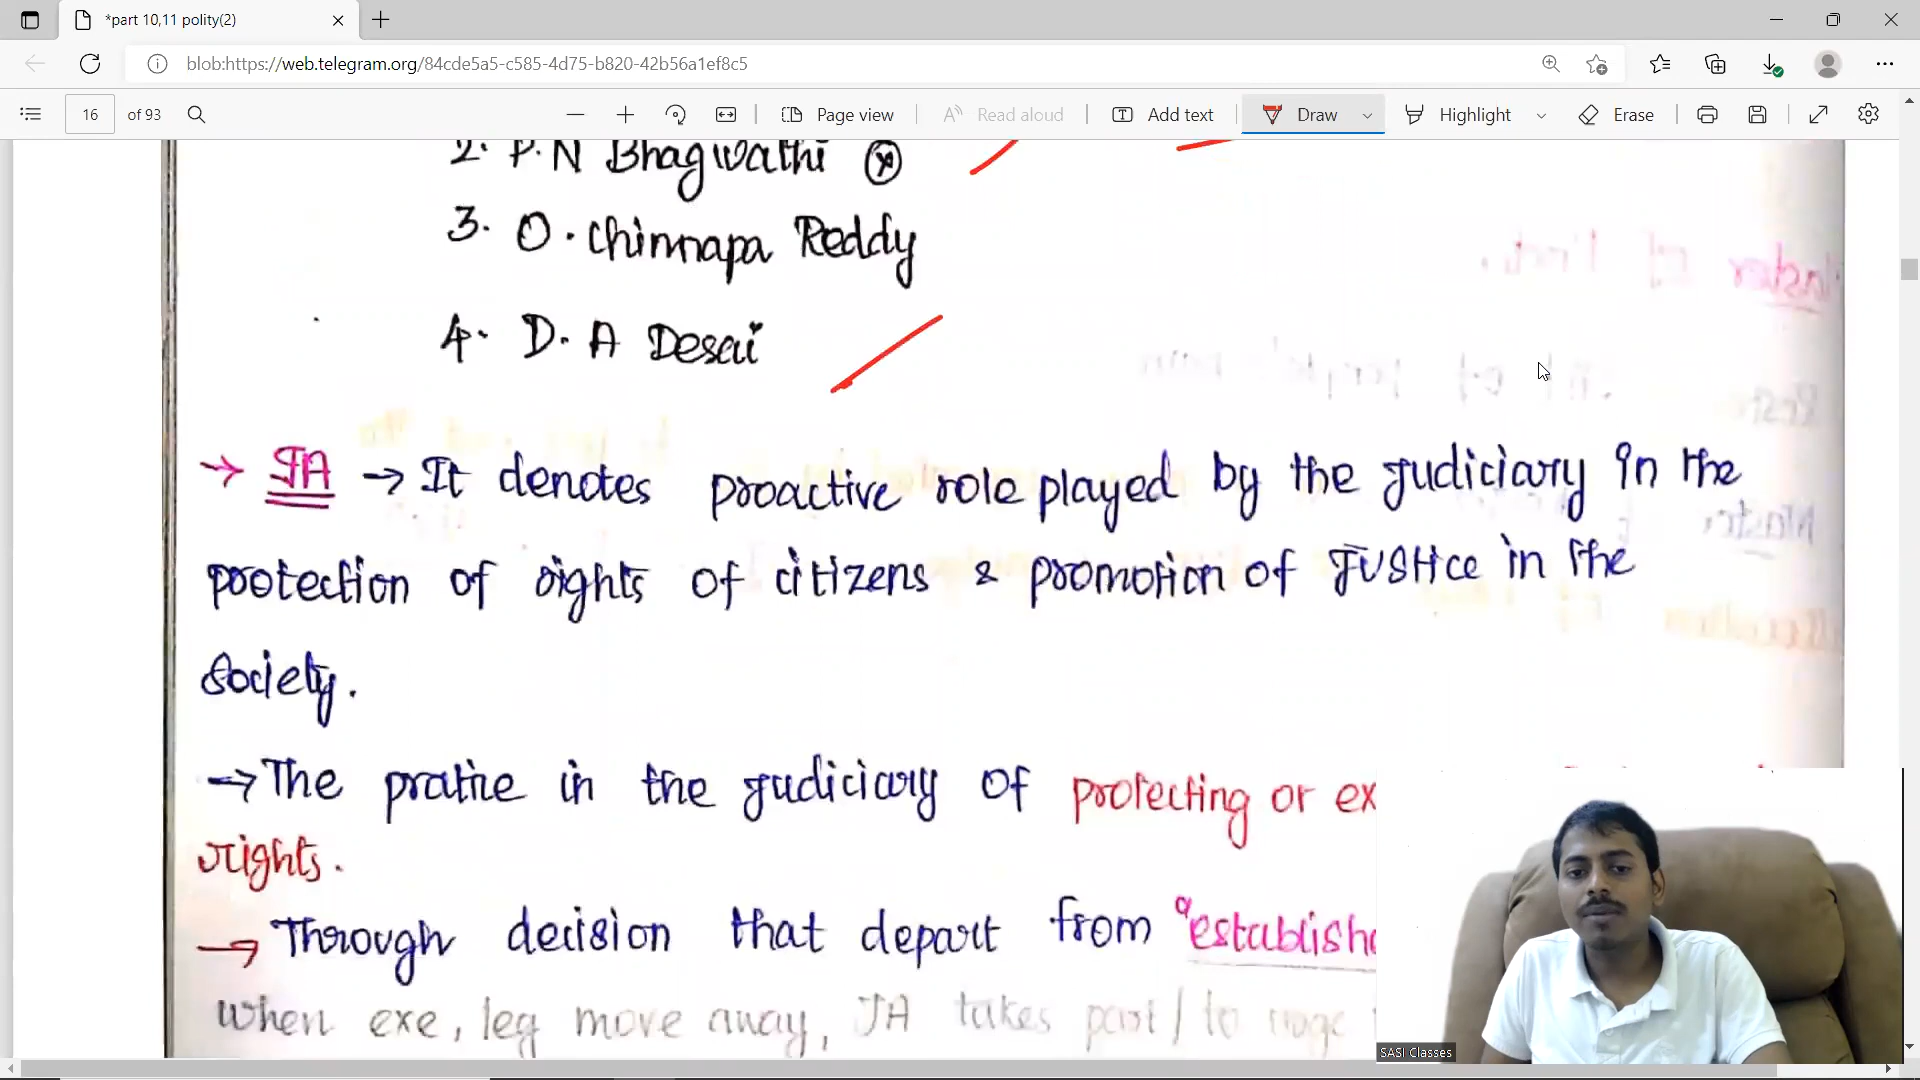 *part 10,11 polity(2)
blob:https://web.telegram.org/84cde5a5-c585-4d75-b820-42b56a1ef8c5
16 of 93 Page view Read aloud Add text Draw Highlight Erase
2. P.N Bhagwathi
3. O. Chinnapa Reddy
4. D. A Desai
→ JA → It denotes proactive role played by the judiciary in the
protection of rights of citizens & promotion of JUStice in the
Society.
→ The pratice in the judiciary of protecting or ex
rights.
→ Through decision that depart from "establish
when exe, leg move away, JA takes part / to
SASI Classes